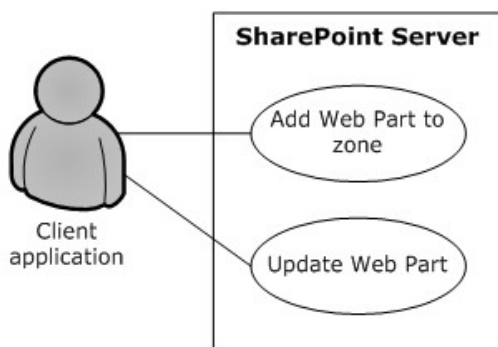 SharePoint Server
Add Web Part to
zone
Client
application
Update Web Part